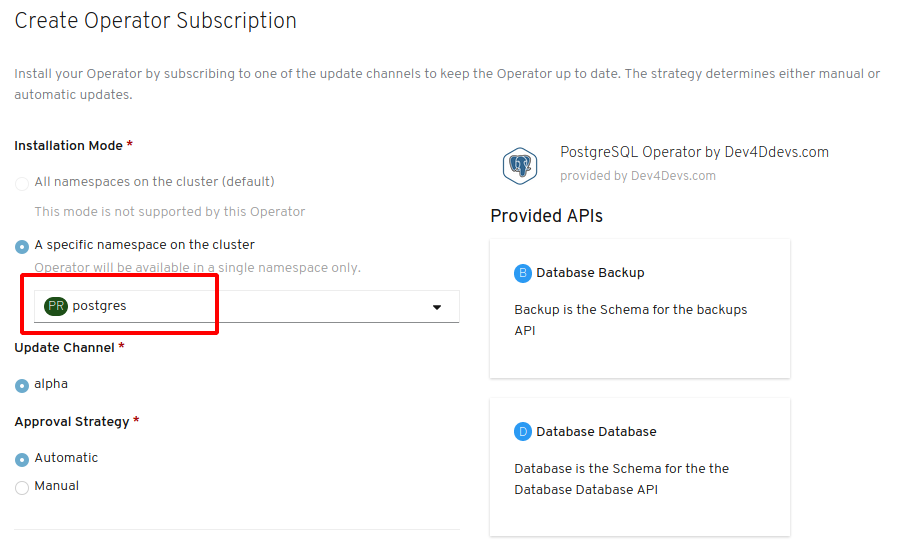 Create Operator Subscription
Install your Operator by subscribing to one of the update channels to keep the Operator up to date. The strategy determines either manual or
automatic updates.
Installation Mode *
All namespaces on the cluster (default)
This mode is not supported by this Operator
A specific namespace on the cluster
Operator will be available in a single namespace only.
PR postgres
Update Channel *
alpha
Approval Strategy *
Automatic
Manual
PostgreSQL Operator by Dev4Ddevs.com
provided by Dev4Devs.com
Provided APIs
B Database Backup
Backup is the Schema for the backups
API
D Database Database
Database is the Schema for the the
Database Database API